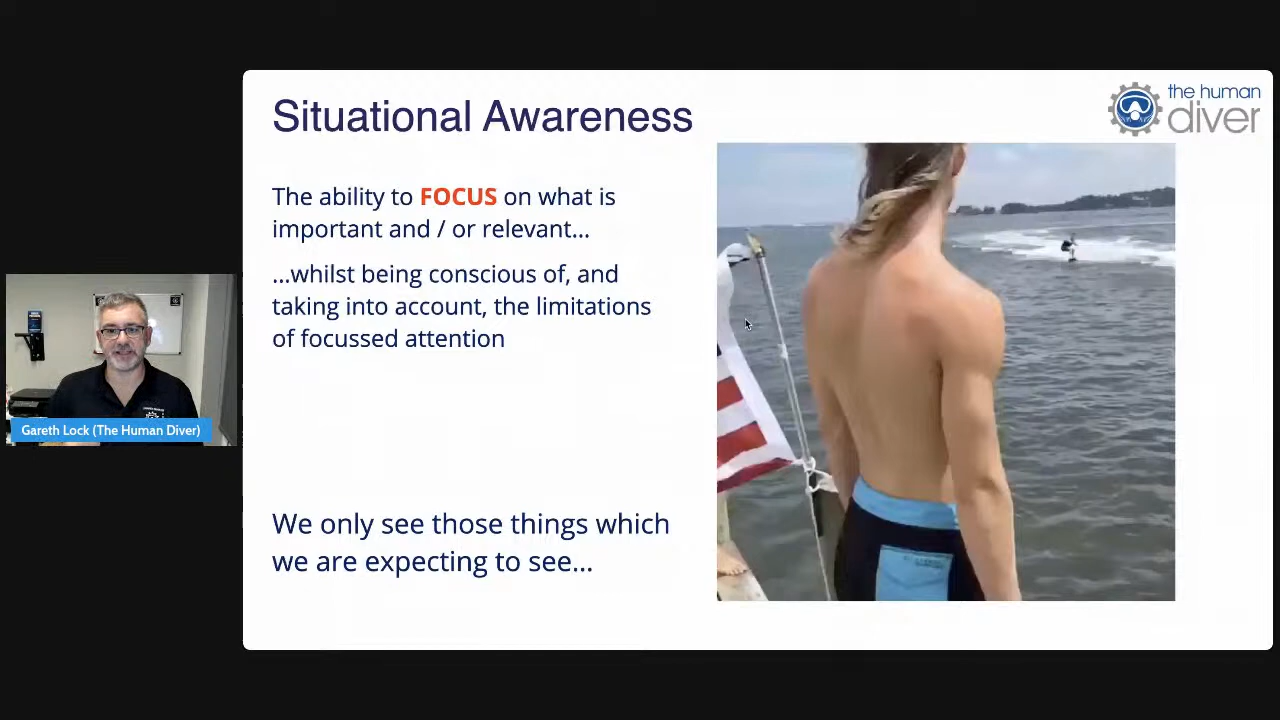 Situational Awareness
the human
diver
The ability to FOCUS on what is
important and / or relevant...
...whilst being conscious of, and
taking into account, the limitations
of focussed attention
We only see those things which
we are expecting to see...
Gareth Lock (The Human Diver)